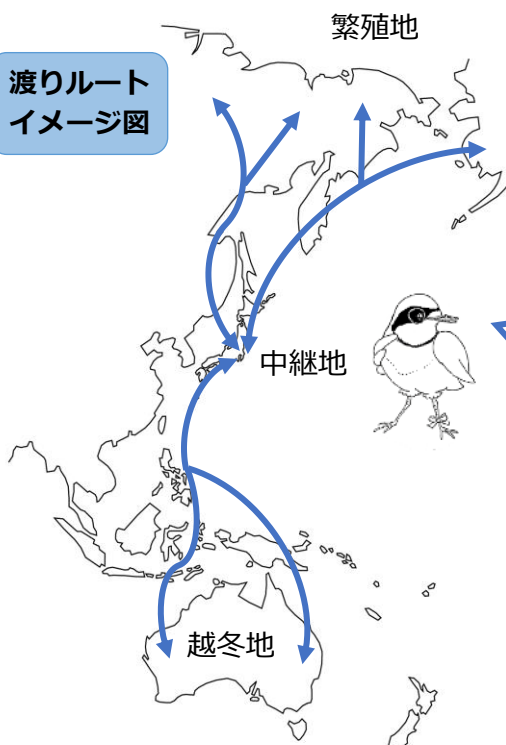 繁殖地
渡りルート
イメージ図
中継地
越冬地